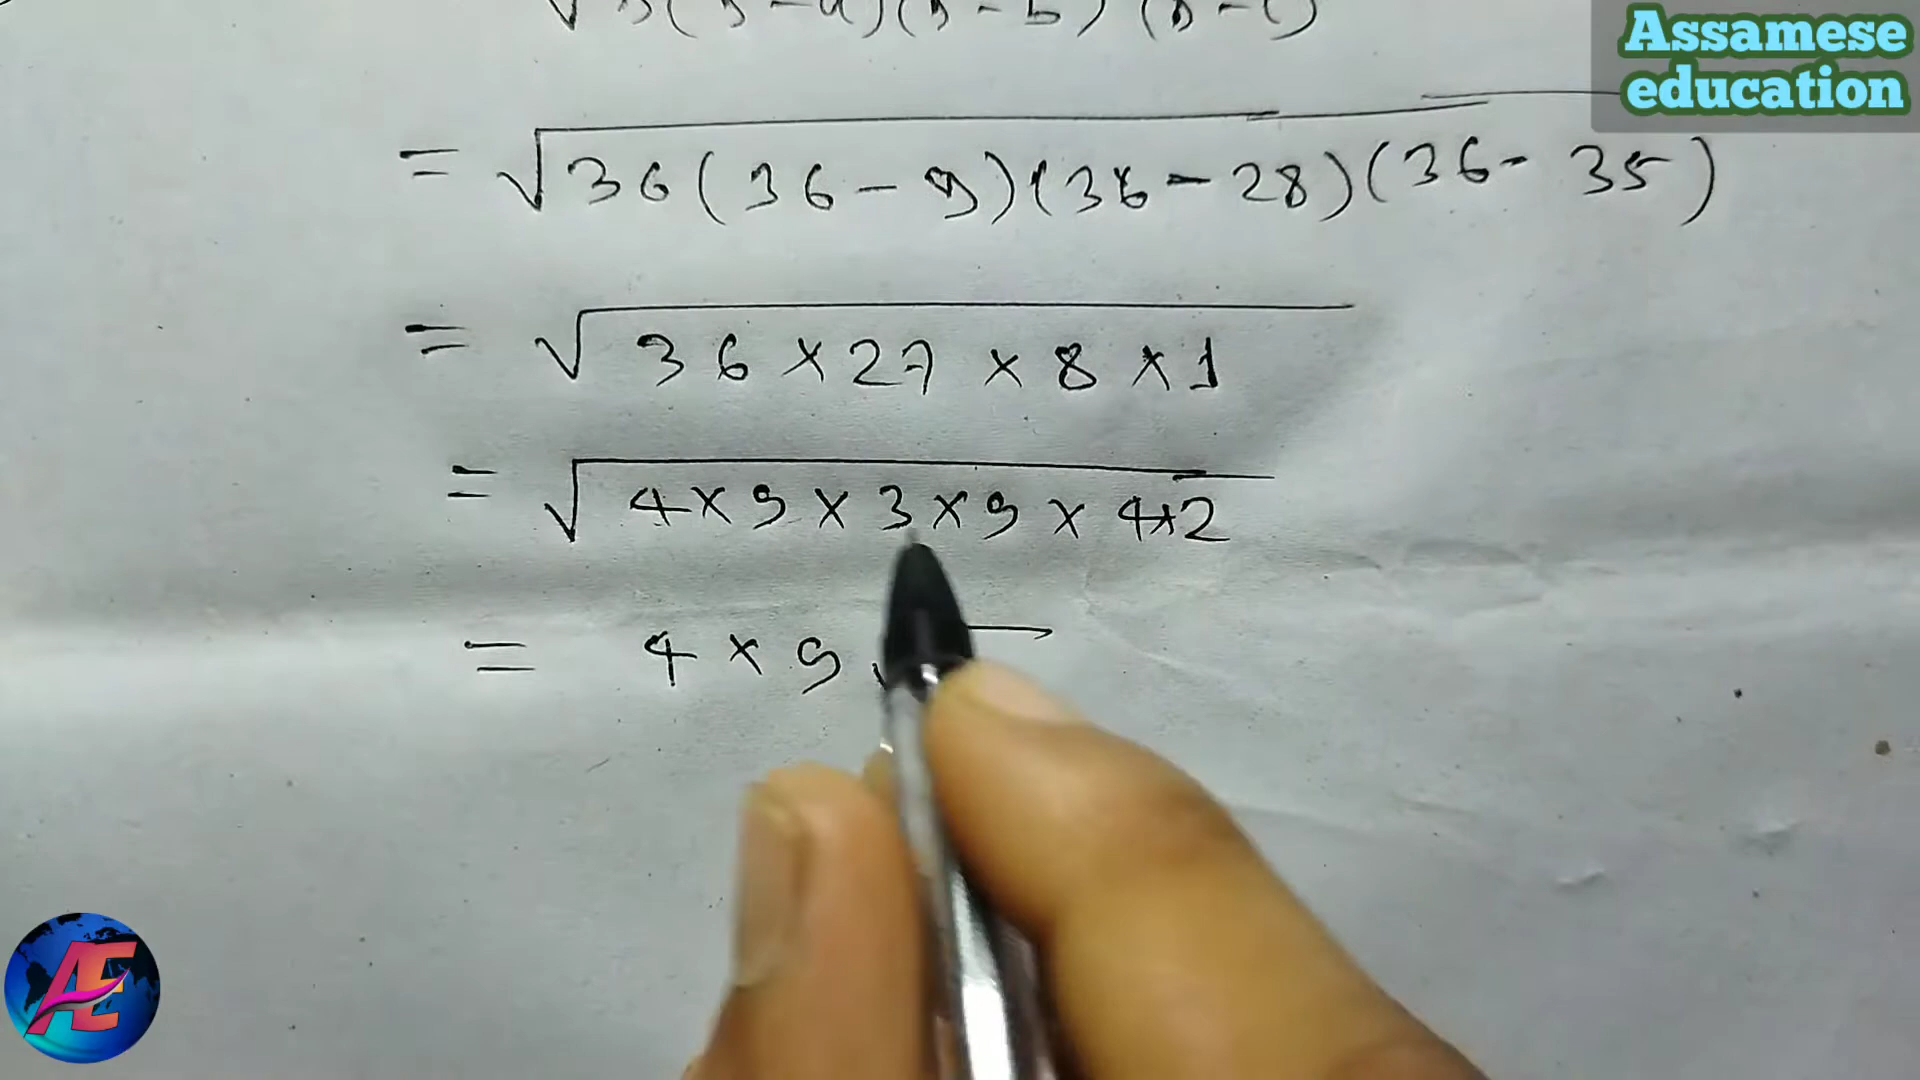 √s(s-a)(s-b)(s-c)
Assamese
education
= √36(36-9)(36-28)(36-35)
= √36×27×8×1
= √4×9×3×9×4×2
= 4×9√
AE